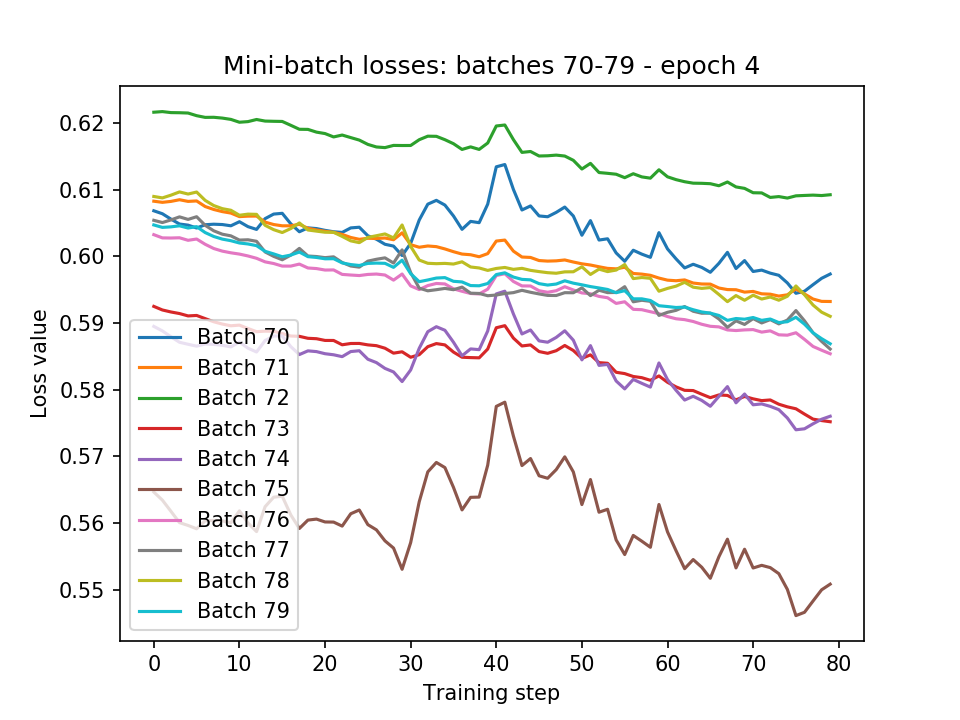 Mini-batch losses: batches 70-79 - epoch 4
0.62
0.61
0.60
0.59
0.58
0.57
0.56
0.55
Loss value
Batch 70
Batch 71
Batch 72
Batch 73
Batch 74
Batch 75
Batch 76
Batch 77
Batch 78
Batch 79
0 10 20 30 40 50 60 70 80
Training step